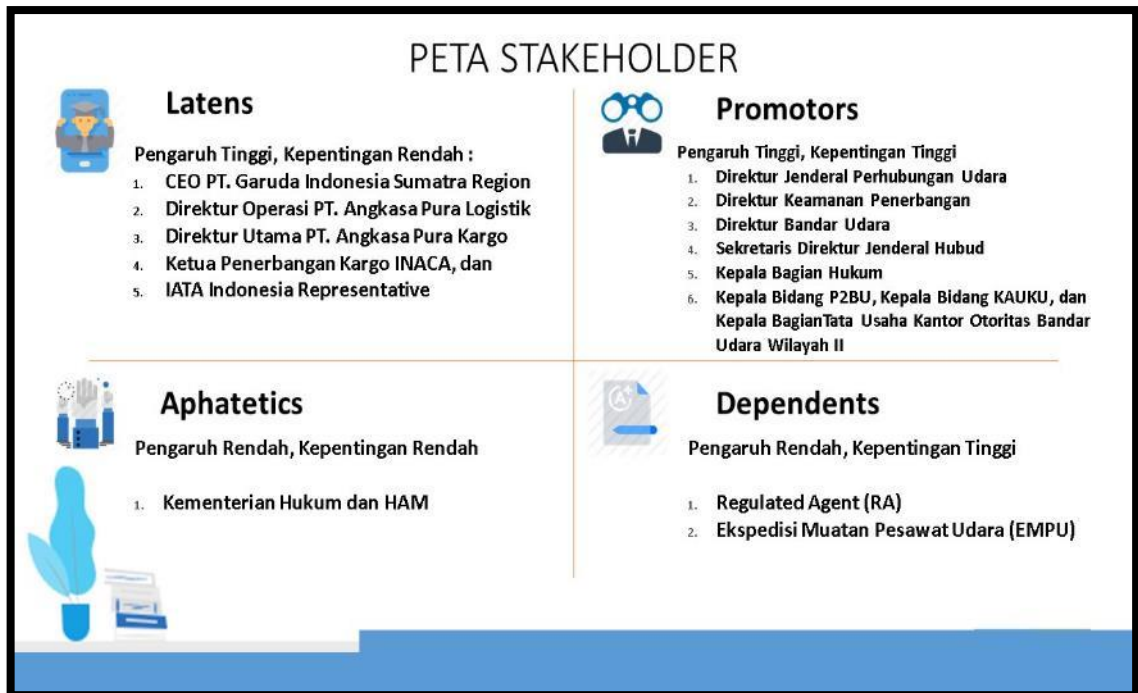 PETA STAKEHOLDER
Latens
Pengaruh Tinggi, Kepentingan Rendah :
1. CEO PT. Garuda Indonesia Sumatra Region
2. Direktur Operasi PT. Angkasa Pura Logistik
3. Direktur Utama PT. Angkasa Pura Kargo
4. Ketua Penerbangan Kargo INACA, dan
5. IATA Indonesia Representative
Promotors
Pengaruh Tinggi, Kepentingan Tinggi
1. Direktur Jenderal Perhubungan Udara
2. Direktur Keamanan Penerbangan
3. Direktur Bandar Udara
4. Sekretaris Direktur Jenderal Hubud
5. Kepala Bagian Hukum
6. Kepala Bidang P2BU, Kepala Bidang KAUKU, dan
Kepala BagianTata Usaha Kantor Otoritas Bandar
Udara Wilayah II
Aphatetics
Pengaruh Rendah, Kepentingan Rendah
1. Kementerian Hukum dan HAM
Dependents
Pengaruh Rendah, Kepentingan Tinggi
1. Regulated Agent (RA)
2. Ekspedisi Muatan Pesawat Udara (EMPU)
A+